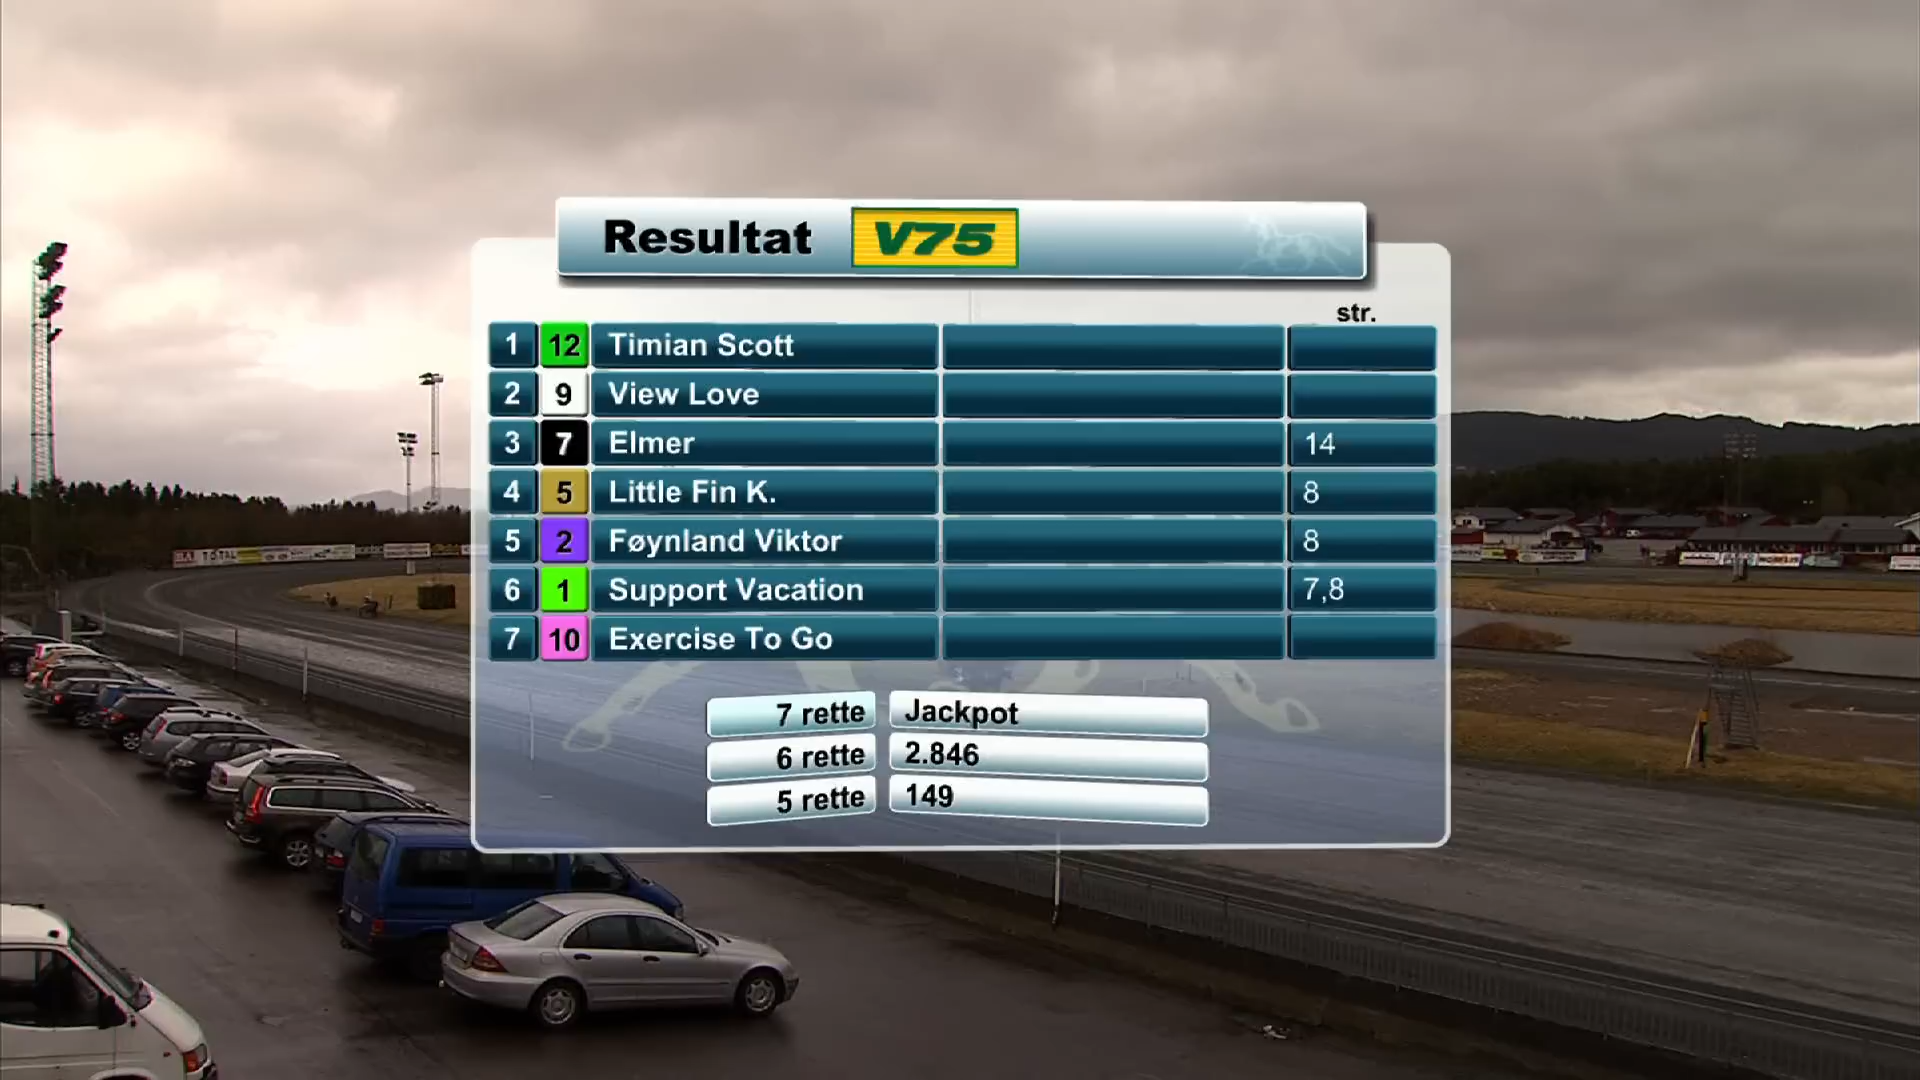 Resultat V75
str.
1 12 Timian Scott
2 9 View Love
3 7 Elmer 14
4 5 Little Fin K. 8
5 2 Føynland Viktor 8
6 1 Support Vacation 7,8
7 10 Exercise To Go
7 rette Jackpot
6 rette 2.846
5 rette 149
TOTAL